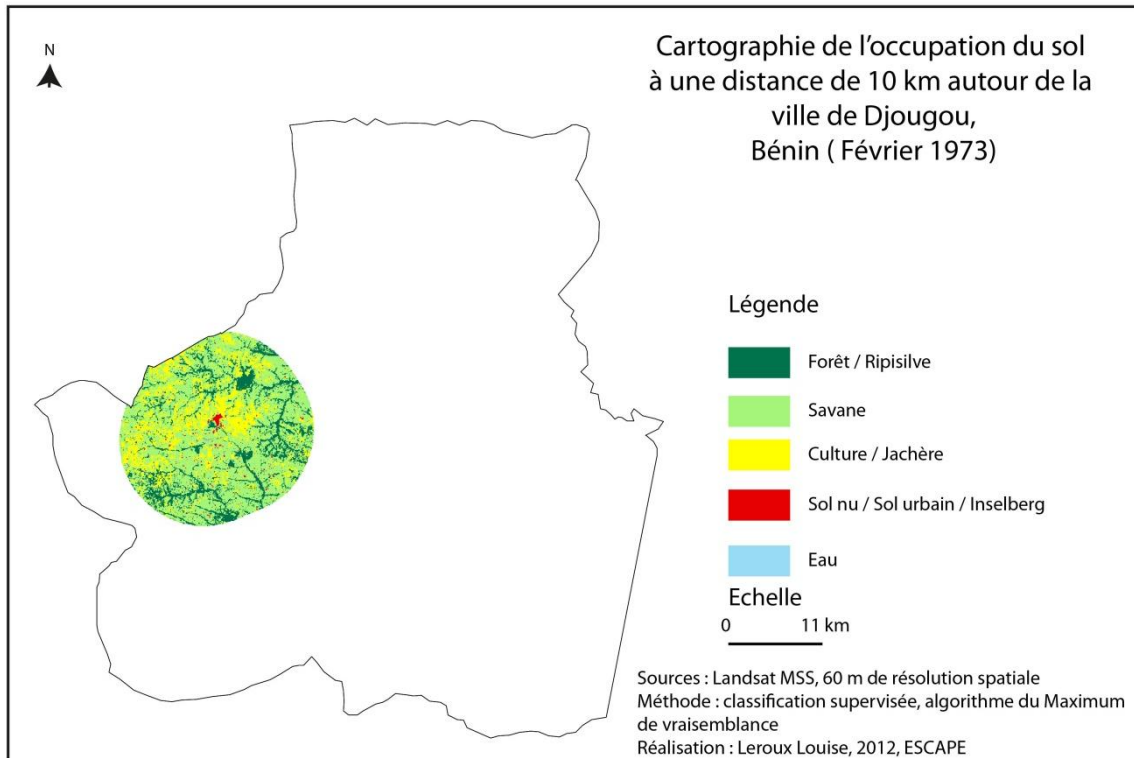 N
Cartographie de l'occupation du sol
à une distance de 10 km autour de la
ville de Djougou,
Bénin ( Février 1973)
Légende
Forêt / Ripisilve
Savane
Culture / Jachère
Sol nu / Sol urbain / Inselberg
Eau
Echelle
0 11 km
Sources : Landsat MSS, 60 m de résolution spatiale
Méthode : classification supervisée, algorithme du Maximum
de vraisemblance
Réalisation : Leroux Louise, 2012, ESCAPE